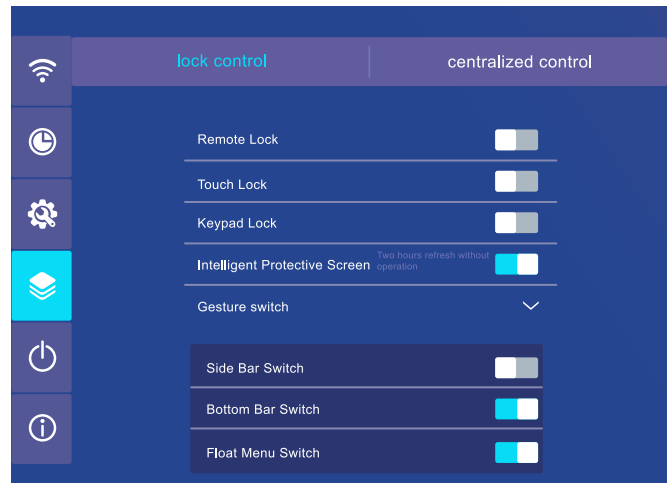 lock control
centralized control
Remote Lock
Touch Lock
Keypad Lock
Intelligent Protective Screen
Two hours refresh without
operation
Gesture switch
Side Bar Switch
Bottom Bar Switch
Float Menu Switch